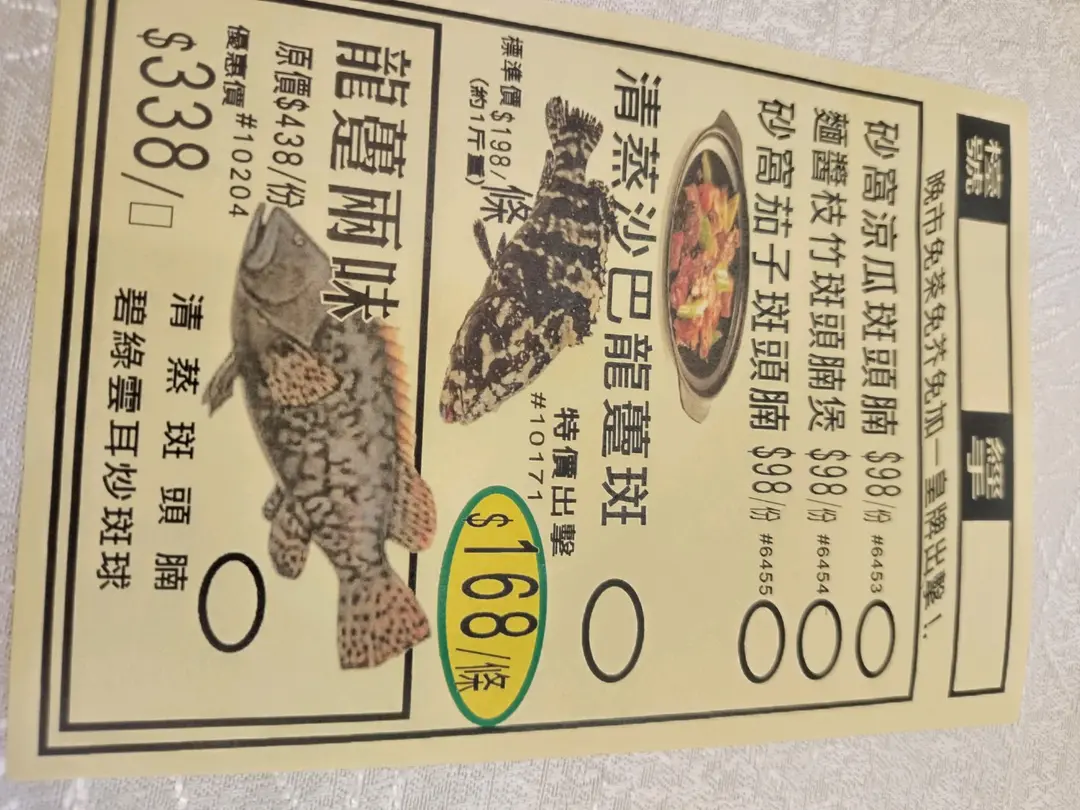 檯號 經手
晚市免茶免芥免加一皇牌出擊！.
砂窩涼瓜斑頭腩 $98/份 #6453
麵醬枝竹斑頭腩煲 $98/份 #6454
砂窩茄子斑頭腩 $98/份 #6455
清蒸沙巴龍躉斑
特價出擊
#10171
標準價 $198/條
(約1斤重)
$168/條
龍躉兩味
原價$438/份
優惠價 #10204
$338/□
清蒸斑頭腩
碧綠雲耳炒斑球